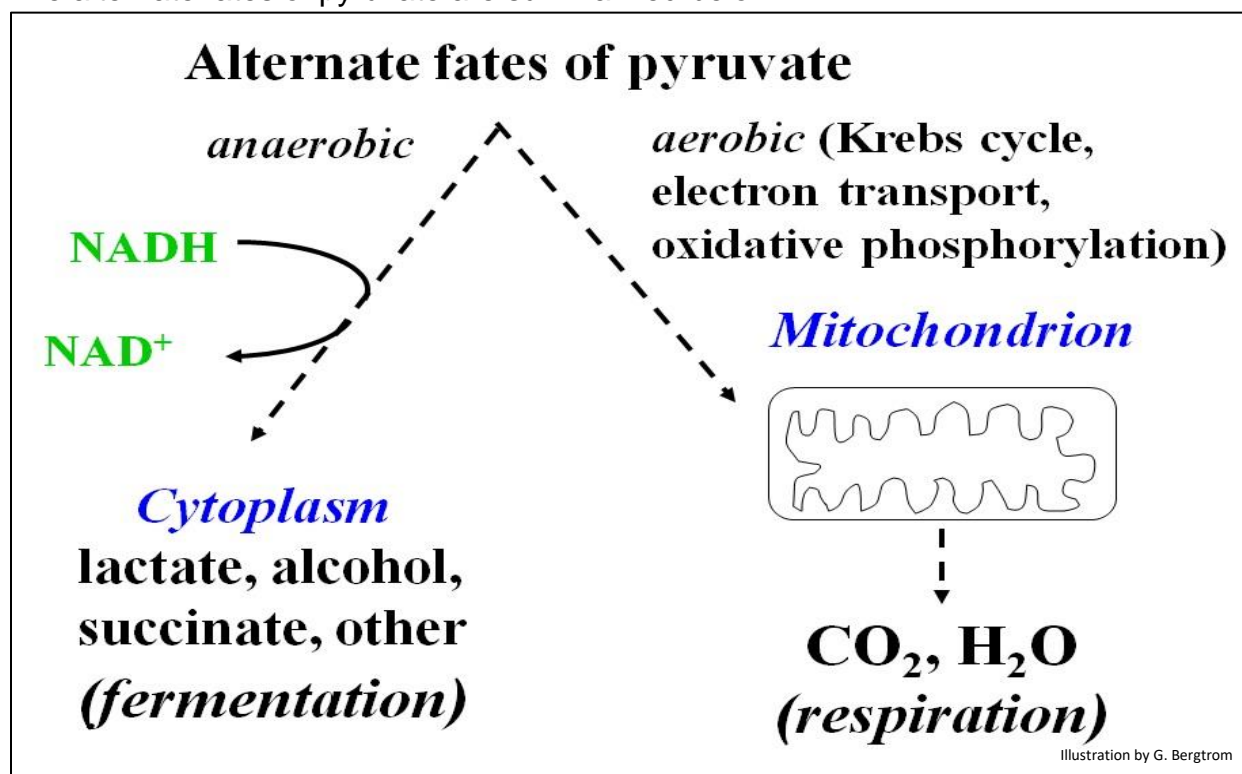 Alternate fates of pyruvate
anaerobic
aerobic (Krebs cycle,
electron transport,
oxidative phosphorylation)
NADH
NAD⁺
Mitochondrion
Cytoplasm
lactate, alcohol,
succinate, other
(fermentation)
CO₂, H₂O
(respiration)
Illustration by G. Bergtrom